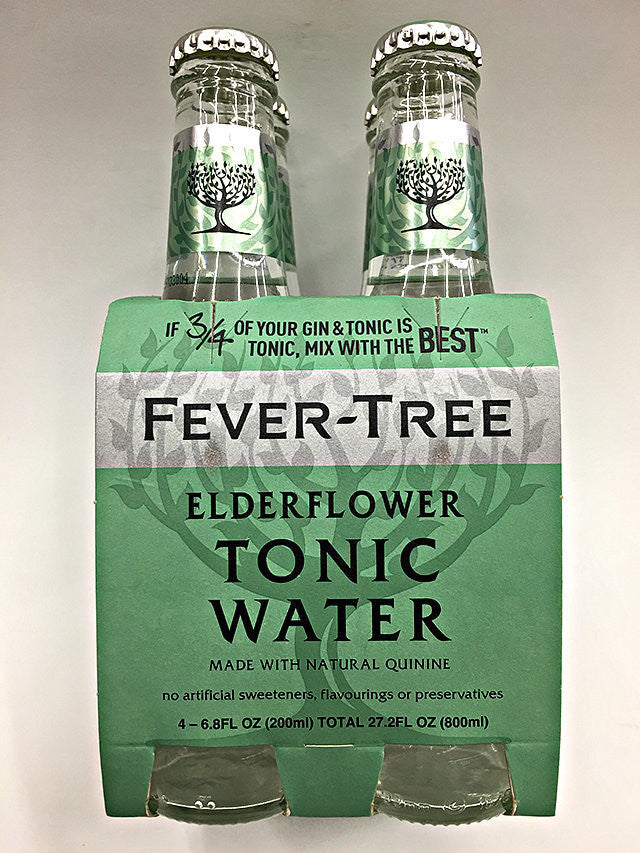 IF 3/4 OF YOUR GIN & TONIC IS
TONIC, MIX WITH THE BEST™
FEVER-TREE
ELDERFLOWER
TONIC
WATER
MADE WITH NATURAL QUININE
no artificial sweeteners, flavourings or preservatives
4 – 6.8FL OZ (200ml) TOTAL 27.2FL OZ (800ml)